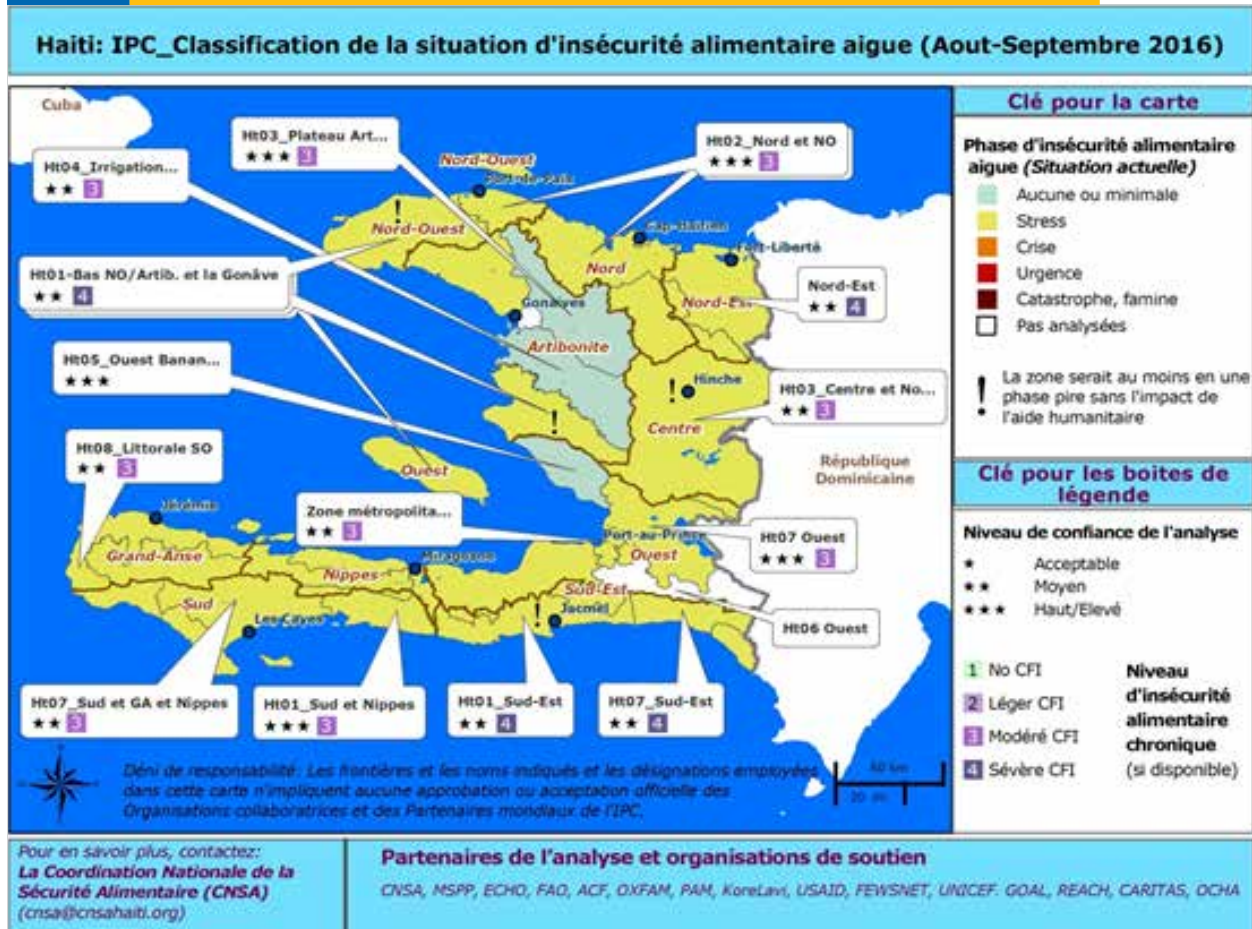 Haiti: IPC_Classification de la situation d'insécurité alimentaire aigue (Aout-Septembre 2016)
Cuba
Ht03_Plateau Art...
★★★ 3
Ht02_Nord et NO
★★★ 3
Ht04_Irrigation...
★★ 3
Nord-Ouest
Port-de-Paix
Nord-Ouest
!
Cap-Haïtien
Fort-Liberté
Ht01-Bas NO/Artib. et la Gonâve
★★ 4
Nord
Nord-Est
Nord-Est
★★ 4
Gonaïves
Artibonite
Ht05_Ouest Banan...
★★★
Hinche
!
!
Ht03_Centre et No...
★★ 3
Centre
Ht08_Littorale SO
★★ 3
Ouest
République
Dominicaine
Jérémie
Zone métropolita...
★★ 3
Port-au-Prince
Ht07 Ouest
★★★ 3
Grand-Anse
Miragoane
Ouest
Nippes
Sud-Est
Sud
Les Cayes
!
Jacmel
Ht06 Ouest
Ht07_Sud et GA et Nippes
★★ 3
Ht01_Sud et Nippes
★★★ 3
Ht01_Sud-Est
★★ 4
Ht07_Sud-Est
★★ 4
Déni de responsabilité: Les frontières et les noms indiqués et les désignations employées
dans cette carte n'impliquent aucune approbation ou acceptation officielle des
Organisations collaboratrices et des Partenaires mondiaux de l'IPC.
Clé pour la carte
Phase d'insécurité alimentaire
aigue (Situation actuelle)
Aucune ou minimale
Stress
Crise
Urgence
Catastrophe, famine
Pas analysées
! La zone serait au moins en une
phase pire sans l'impact de
l'aide humanitaire
Clé pour les boites de
légende
Niveau de confiance de l'analyse
★ Acceptable
★★ Moyen
★★★ Haut/Elevé
1 No CFI
2 Léger CFI
3 Modéré CFI
4 Sévère CFI
Niveau
d'insécurité
alimentaire
chronique
(si disponible)
Pour en savoir plus, contactez:
La Coordination Nationale de la
Sécurité Alimentaire (CNSA)
(cnsa@cnsahaiti.org)
Partenaires de l'analyse et organisations de soutien
CNSA, MSPP, ECHO, FAO, ACF, OXFAM, PAM, KoreLavi, USAID, FEWSNET, UNICEF. GOAL, REACH, CARITAS, OCHA